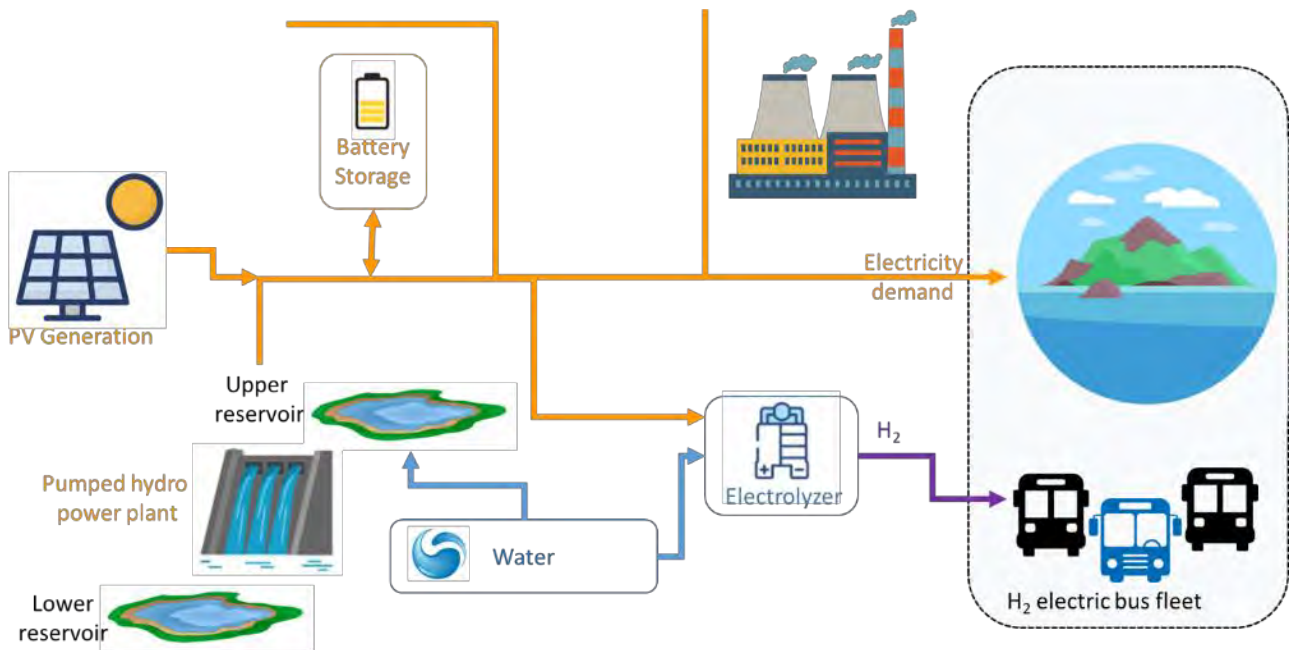 Battery
Storage
PV Generation
Electricity
demand
Upper
reservoir
Pumped hydro
power plant
Lower
reservoir
Water
Electrolyzer
H₂
H₂ electric bus fleet